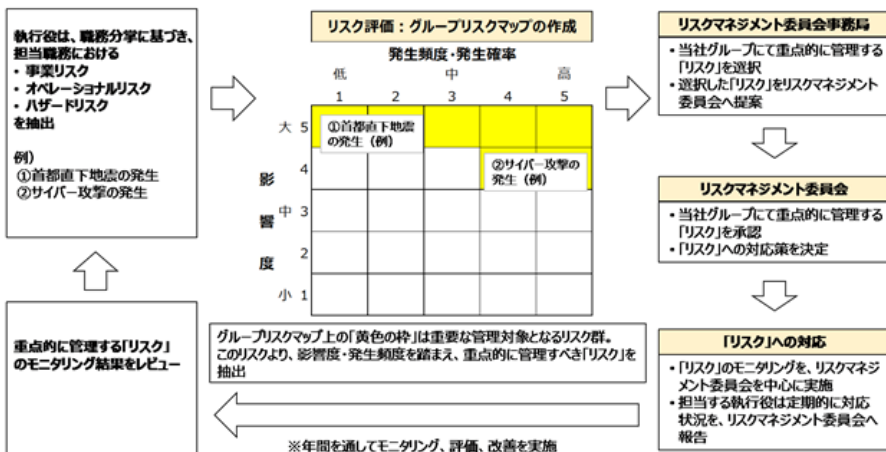 執行役は、職務分掌に基づき、
担当職務における
・ 事業リスク
・ オペレーショナルリスク
・ ハザードリスク
を抽出
例）
①首都直下地震の発生
②サイバー攻撃の発生
リスク評価：グループリスクマップの作成
発生頻度・発生確率
低 中 高
1 2 3 4 5
影響度
大 5
4
中 3
2
小 1
①首都直下地震
の発生（例）
②サイバー攻撃の
発生（例）
グループリスクマップ上の「黄色の枠」は重要な管理対象となるリスク群。
このリスクより、影響度・発生頻度を踏まえ、重点的に管理すべき「リスク」を
抽出
リスクマネジメント委員会事務局
・ 当社グループにて重点的に管理する
「リスク」を選択
・ 選択した「リスク」をリスクマネジメント
委員会へ提案
リスクマネジメント委員会
・ 当社グループにて重点的に管理する
「リスク」を承認
・ 「リスク」への対応策を決定
「リスク」への対応
・ 「リスク」のモニタリングを、リスクマネジ
メント委員会を中心に実施
・ 担当する執行役は定期的に対応
状況を、リスクマネジメント委員会へ
報告
※年間を通してモニタリング、評価、改善を実施
重点的に管理する「リスク」
のモニタリング結果をレビュー